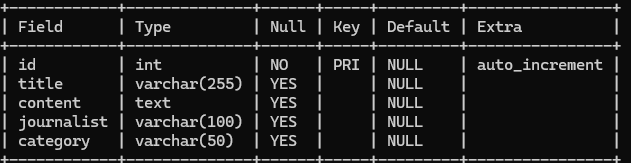 +------------+--------------+------+-----+---------+----------------+
| Field      | Type         | Null | Key | Default | Extra          |
+------------+--------------+------+-----+---------+----------------+
| id         | int          | NO   | PRI | NULL    | auto_increment |
| title      | varchar(255) | YES  |     | NULL    |                |
| content    | text         | YES  |     | NULL    |                |
| journalist | varchar(100) | YES  |     | NULL    |                |
| category   | varchar(50)  | YES  |     | NULL    |                |
+------------+--------------+------+-----+---------+----------------+